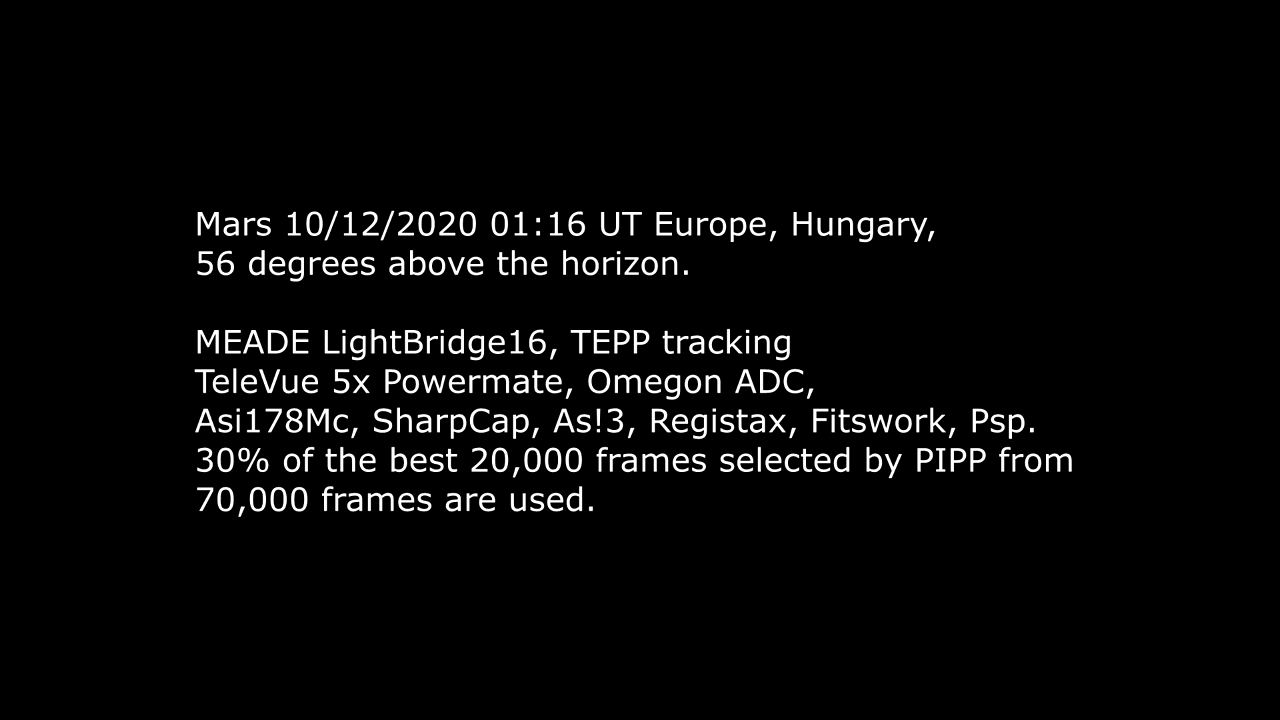 Mars 10/12/2020 01:16 UT Europe, Hungary,
56 degrees above the horizon.
MEADE LightBridge16, TEPP tracking
TeleVue 5x Powermate, Omegon ADC,
Asi178Mc, SharpCap, As!3, Registax, Fitswork, Psp.
30% of the best 20,000 frames selected by PIPP from
70,000 frames are used.